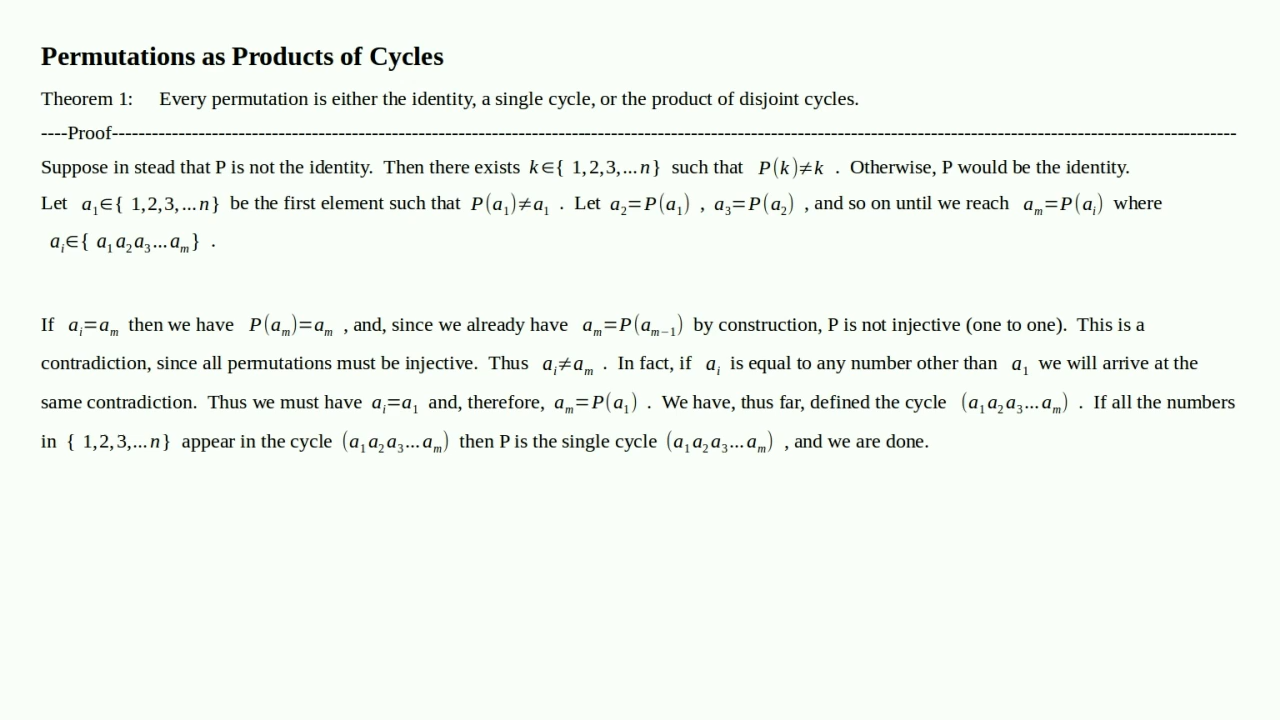 Permutations as Products of Cycles
Theorem 1: Every permutation is either the identity, a single cycle, or the product of disjoint cycles.
----Proof--------------------------------------------------------------------------------------------------------------------------------------------------------------------------
Suppose in stead that P is not the identity. Then there exists k∈{ 1,2,3,...n} such that P(k)≠k . Otherwise, P would be the identity.
Let a₁∈{ 1,2,3,...n} be the first element such that P(a₁)≠a₁ . Let a₂=P(a₁) , a₃=P(a₂) , and so on until we reach aₘ=P(aᵢ) where
aᵢ∈{ a₁a₂a₃...aₘ} .
If aᵢ=aₘ then we have P(aₘ)=aₘ , and, since we already have aₘ=P(aₘ₋₁) by construction, P is not injective (one to one). This is a
contradiction, since all permutations must be injective. Thus aᵢ≠aₘ . In fact, if aᵢ is equal to any number other than a₁ we will arrive at the
same contradiction. Thus we must have aᵢ=a₁ and, therefore, aₘ=P(a₁) . We have, thus far, defined the cycle (a₁a₂a₃...aₘ) . If all the numbers
in { 1,2,3,...n} appear in the cycle (a₁a₂a₃...aₘ) then P is the single cycle (a₁a₂a₃...aₘ) , and we are done.